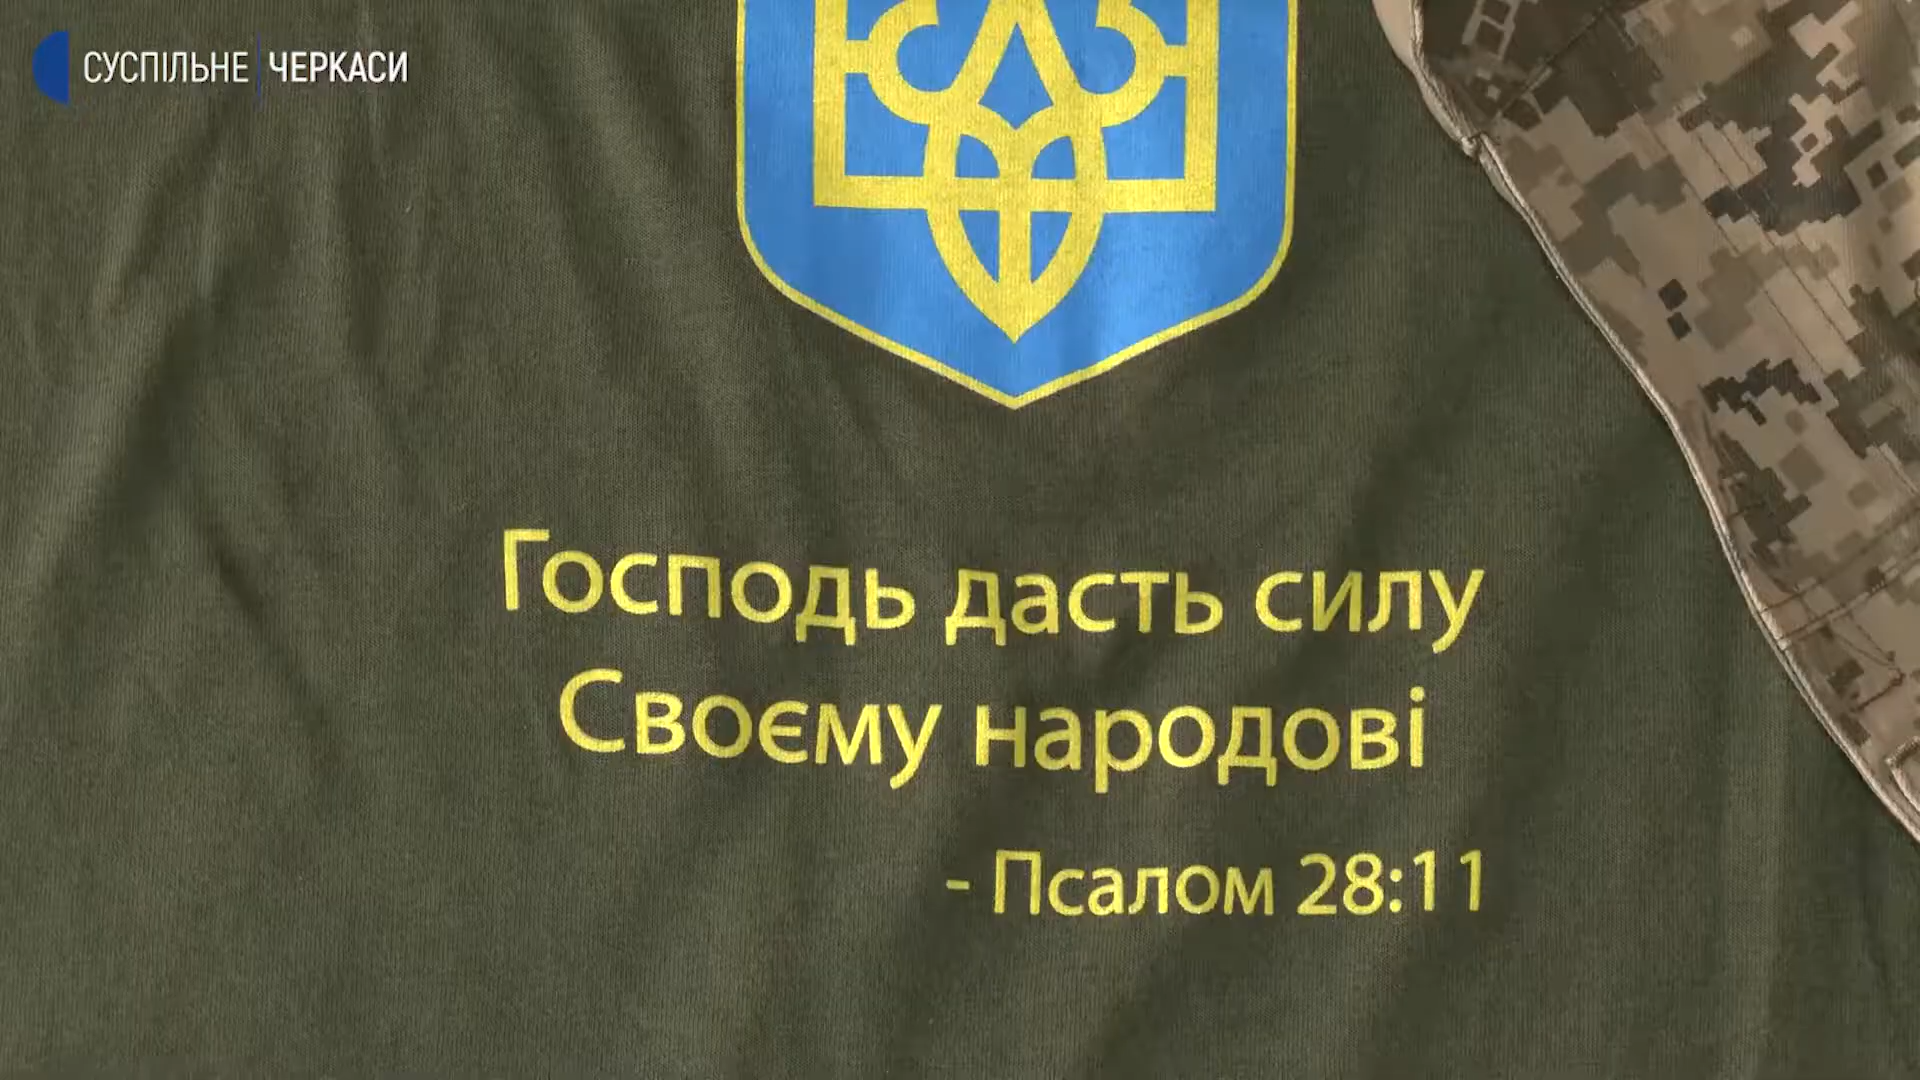 СУСПІЛЬНЕ ЧЕРКАСИ
Господь дасть силу
Своєму народові
- Псалом 28:11